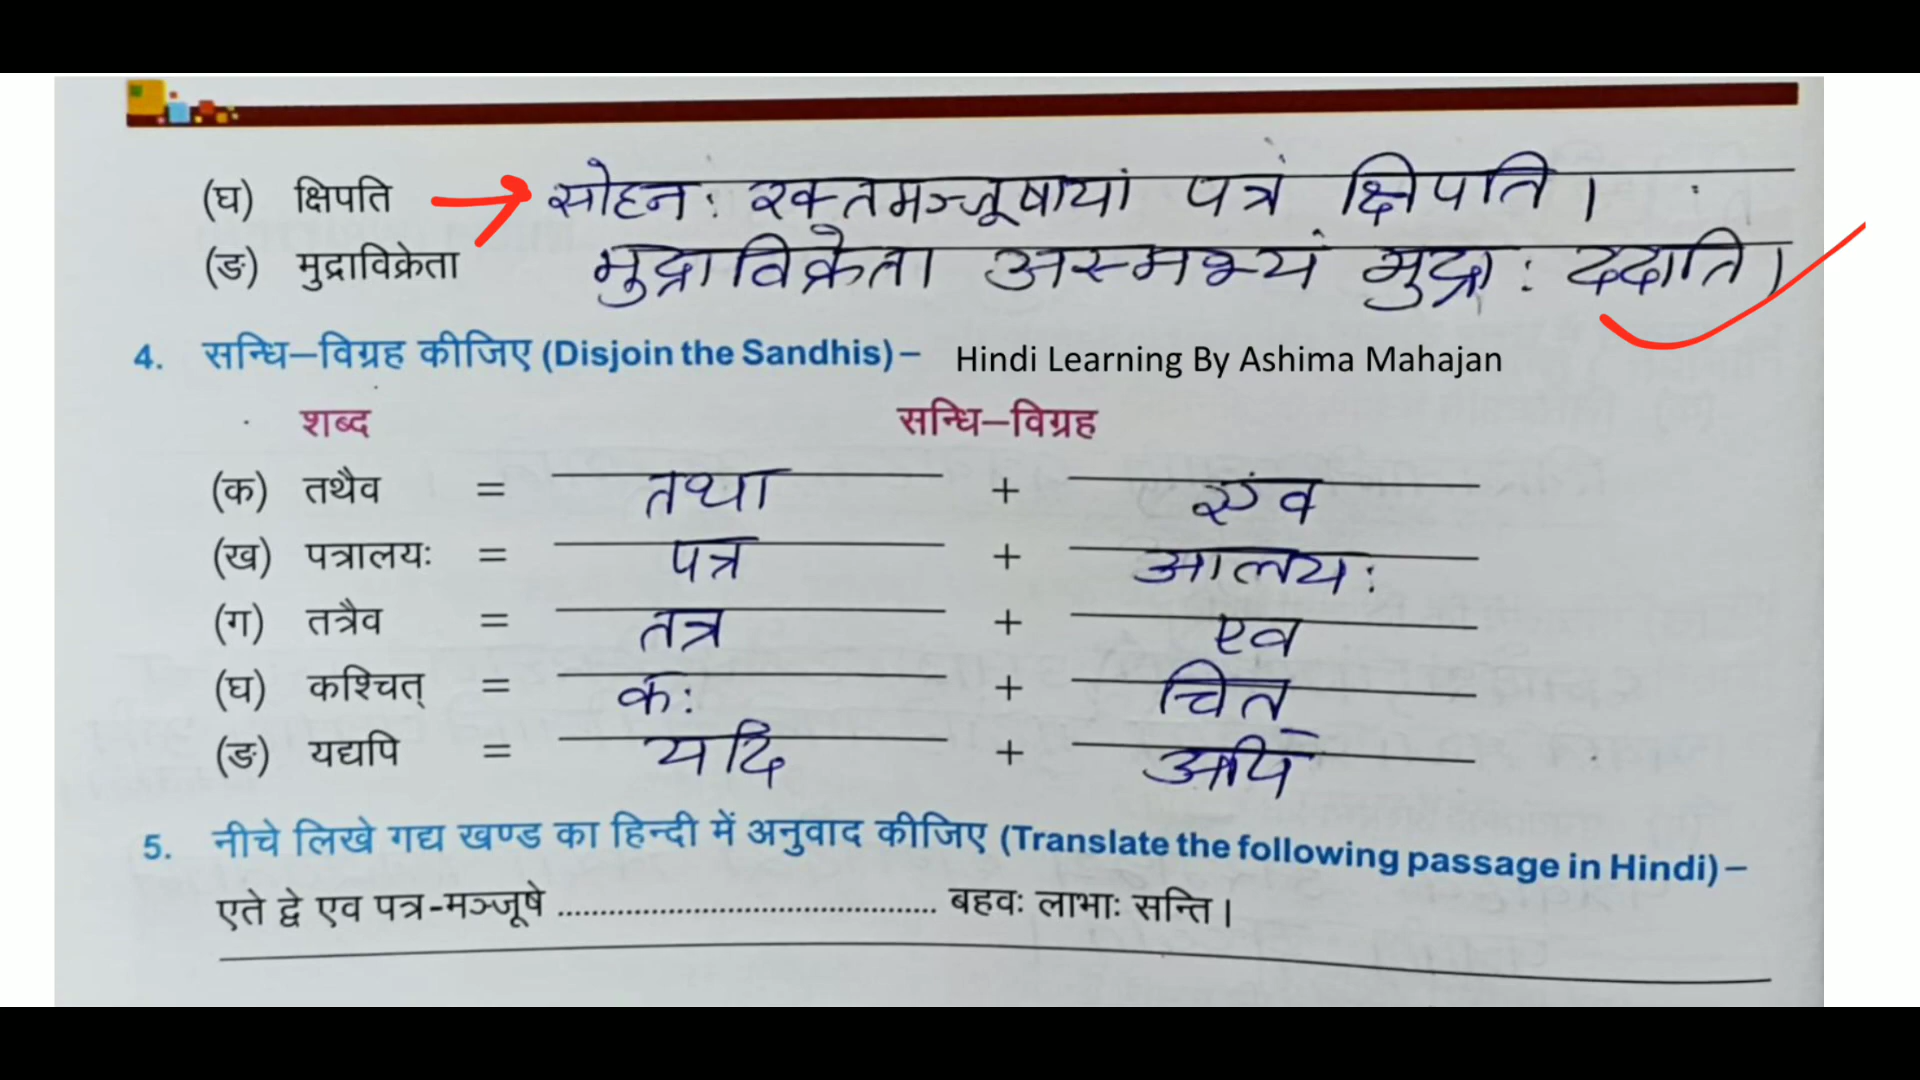 (घ) क्षिपति सोहन: रक्तमञ्जूषायां पत्रं क्षिपति।
(ङ) मुद्राविक्रेता मुद्राविक्रेता अस्मभ्यं मुद्रा: ददाति।
4. सन्धि–विग्रह कीजिए (Disjoin the Sandhis) – Hindi Learning By Ashima Mahajan
शब्द सन्धि–विग्रह
(क) तथैव = तथा + एव
(ख) पत्रालयः = पत्र + आलय:
(ग) तत्रैव = तत्र + एव
(घ) कश्चित् = क: + चित्
(ङ) यद्यपि = यदि + अपि
5. नीचे लिखे गद्य खण्ड का हिन्दी में अनुवाद कीजिए (Translate the following passage in Hindi) –
एते द्वे एव पत्र-मञ्जूषे ...................................... बहवः लाभाः सन्ति।